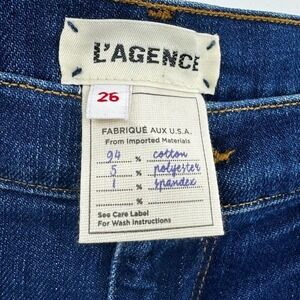 L'AGENCE
26
FABRIQUÉ AUX U.S.A.
From Imported Materials
94 % cotton
5 % polyester
1 % spandex
%
See Care Label
For Wash Instructions